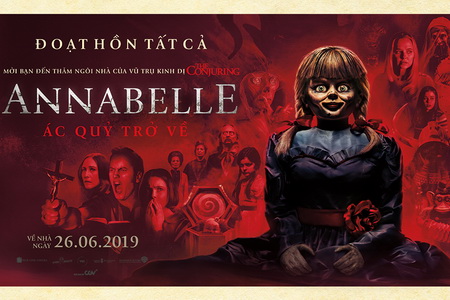 ĐOẠT HỒN TẤT CẢ
MỜI BẠN ĐẾN THĂM NGÔI NHÀ CỦA VŨ TRỤ KINH DỊ THE CONJURING
ANNABELLE
ÁC QUỶ TRỞ VỀ
VỀ NHÀ
NGÀY 26.06.2019